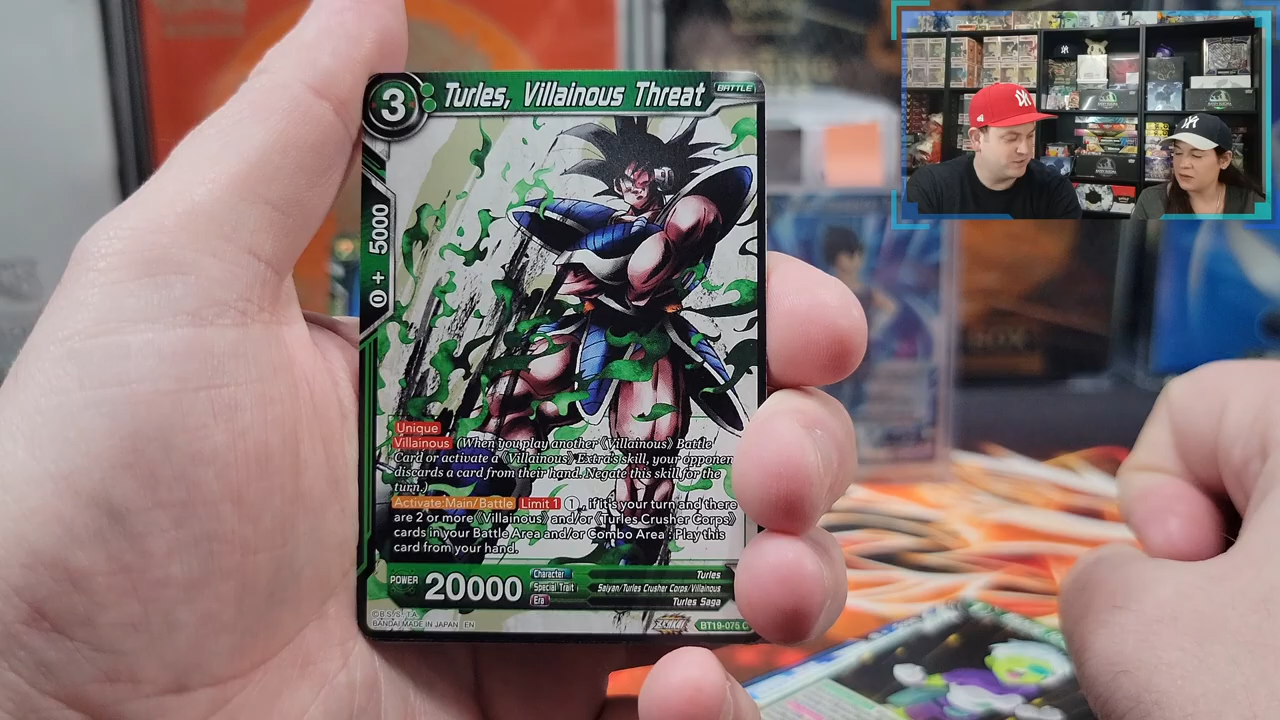 3
Turles, Villainous Threat
BATTLE
0 + 5000
Unique
Villainous (When you play another 《Villainous》 Battle
Card or activate a 《Villainous》 Extra's skill, your opponent
discards a card from their hand. Negate this skill for the
turn.)
Activate:Main/Battle Limit 1 ①, if it's your turn and there
are 2 or more 《Villainous》 and/or 《Turles Crusher Corps》
cards in your Battle Area and/or Combo Area : Play this
card from your hand.
POWER 20000
Character Turles
Special Trait Saiyan/Turles Crusher Corps/Villainous
Era Turles Saga
©B.S./S.,T.A.
BANDAI MADE IN JAPAN EN
ZENKAI
BT19-075 C